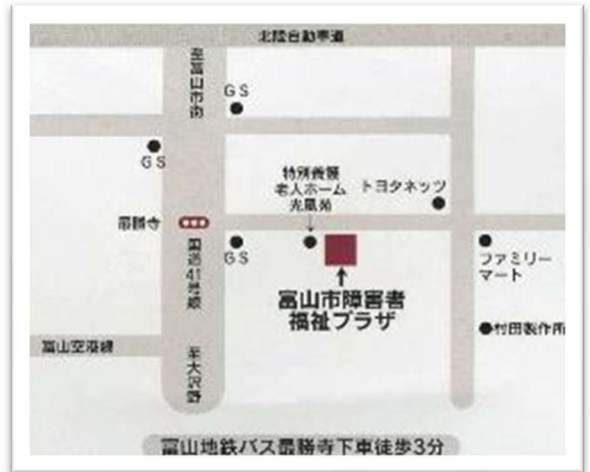 北陸自動車道
至富山市街
GS
GS
特別養護
老人ホーム
光風苑
トヨタネッツ
最勝寺
国道41号線
GS
ファミリー
マート
富山市障害者
福祉プラザ
村田製作所
富山空港線
至大沢野
富山地鉄バス最勝寺下車徒歩3分